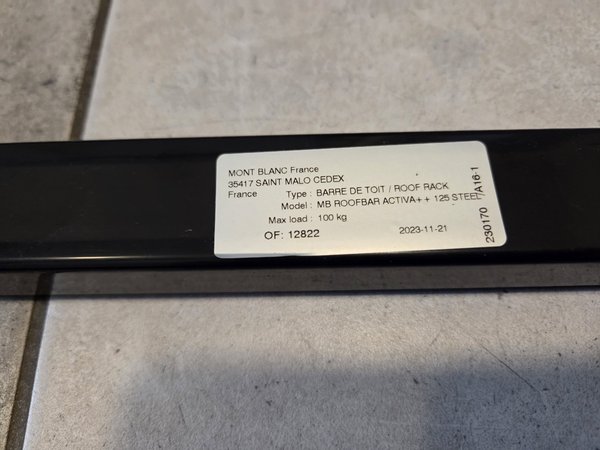 MONT BLANC France
35417 SAINT MALO CEDEX
France Type : BARRE DE TOIT / ROOF RACK
Model : MB ROOFBAR ACTIVA++ 125 STEEL
Max load : 100 kg
OF: 12822 2023-11-21
230170 7A16-1